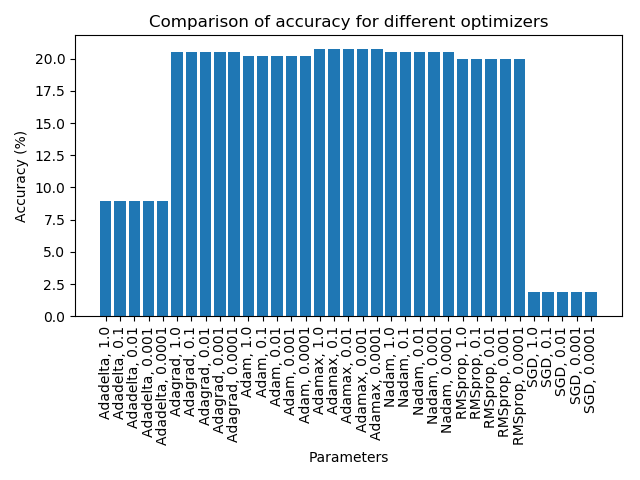 Comparison of accuracy for different optimizers
Accuracy (%)
20.0
17.5
15.0
12.5
10.0
7.5
5.0
2.5
0.0
Adadelta, 1.0
Adadelta, 0.1
Adadelta, 0.01
Adadelta, 0.001
Adadelta, 0.0001
Adagrad, 1.0
Adagrad, 0.1
Adagrad, 0.01
Adagrad, 0.001
Adagrad, 0.0001
Adam, 1.0
Adam, 0.1
Adam, 0.01
Adam, 0.001
Adam, 0.0001
Adamax, 1.0
Adamax, 0.1
Adamax, 0.01
Adamax, 0.001
Adamax, 0.0001
Nadam, 1.0
Nadam, 0.1
Nadam, 0.01
Nadam, 0.001
Nadam, 0.0001
RMSprop, 1.0
RMSprop, 0.1
RMSprop, 0.01
RMSprop, 0.001
RMSprop, 0.0001
SGD, 1.0
SGD, 0.1
SGD, 0.01
SGD, 0.001
SGD, 0.0001
Parameters